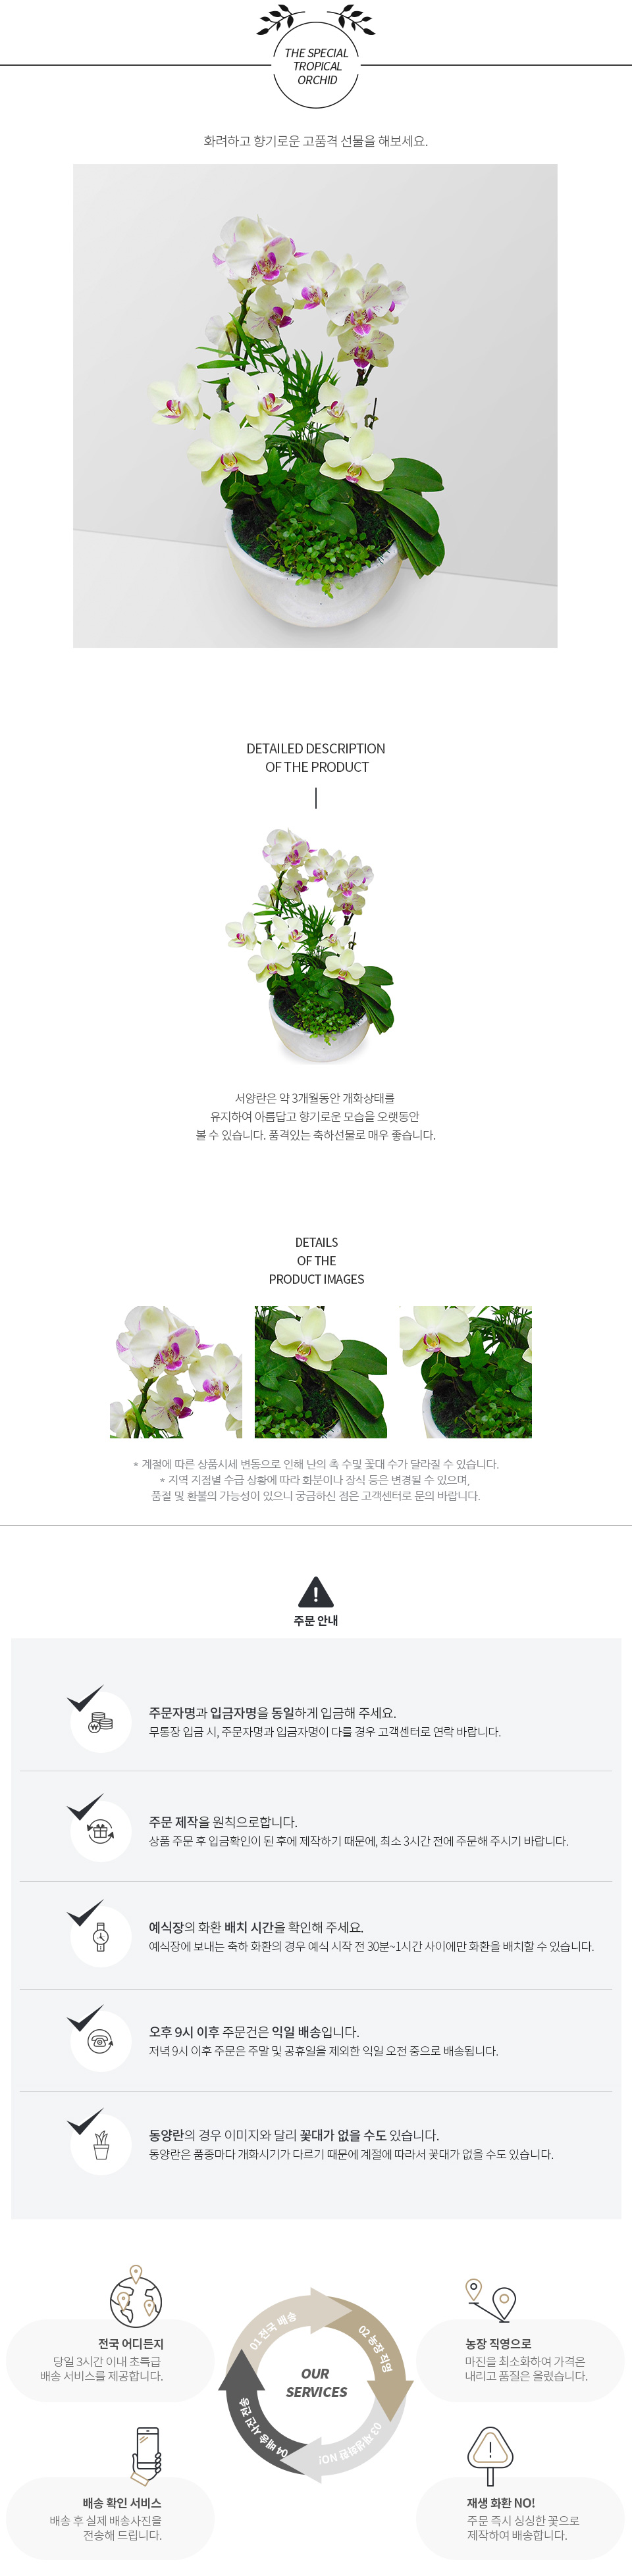 THE SPECIAL
TROPICAL
ORCHID
화려하고 향기로운 고품격 선물을 해보세요.
DETAILED DESCRIPTION
OF THE PRODUCT
서양란은 약 3개월동안 개화상태를
유지하여 아름답고 향기로운 모습을 오랫동안
볼 수 있습니다. 품격있는 축하선물로 매우 좋습니다.
DETAILS
OF THE
PRODUCT IMAGES
* 계절에 따른 상품시세 변동으로 인해 난의 촉 수및 꽃대 수가 달라질 수 있습니다.
* 지역 지점별 수급 상황에 따라 화분이나 장식 등은 변경될 수 있으며,
품절 및 환불의 가능성이 있으니 궁금하신 점은 고객센터로 문의 바랍니다.
주문 안내
주문자명과 입금자명을 동일하게 입금해 주세요.
무통장 입금 시, 주문자명과 입금자명이 다를 경우 고객센터로 연락 바랍니다.
주문 제작을 원칙으로합니다.
상품 주문 후 입금확인이 된 후에 제작하기 때문에, 최소 3시간 전에 주문해 주시기 바랍니다.
예식장의 화환 배치 시간을 확인해 주세요.
예식장에 보내는 축하 화환의 경우 예식 시작 전 30분~1시간 사이에만 화환을 배치할 수 있습니다.
오후 9시 이후 주문건은 익일 배송입니다.
저녁 9시 이후 주문은 주말 및 공휴일을 제외한 익일 오전 중으로 배송됩니다.
동양란의 경우 이미지와 달리 꽃대가 없을 수도 있습니다.
동양란은 품종마다 개화시기가 다르기 때문에 계절에 따라서 꽃대가 없을 수도 있습니다.
전국 어디든지
당일 3시간 이내 초특급
배송 서비스를 제공합니다.
01 전국 배송
02 농장 직영
OUR
SERVICES
03 재생화환 NO!
04 배송사진 전송
농장 직영으로
마진을 최소화하여 가격은
내리고 품질은 올렸습니다.
배송 확인 서비스
배송 후 실제 배송사진을
전송해 드립니다.
재생 화환 NO!
주문 즉시 싱싱한 꽃으로
제작하여 배송합니다.